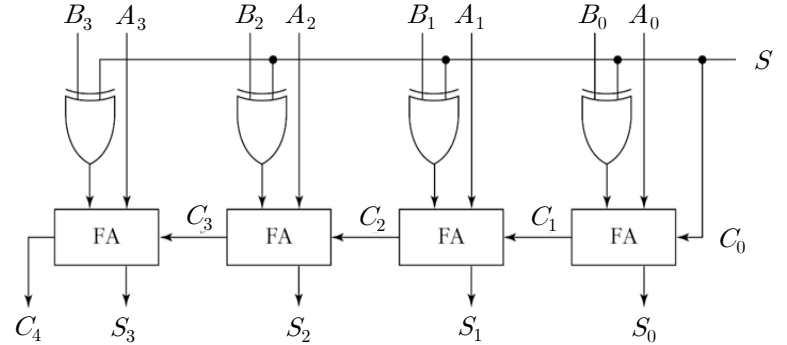 B₃ A₃ B₂ A₂ B₁ A₁ B₀ A₀
S
FA C₃ FA C₂ FA C₁ FA C₀
C₄ S₃ S₂ S₁ S₀